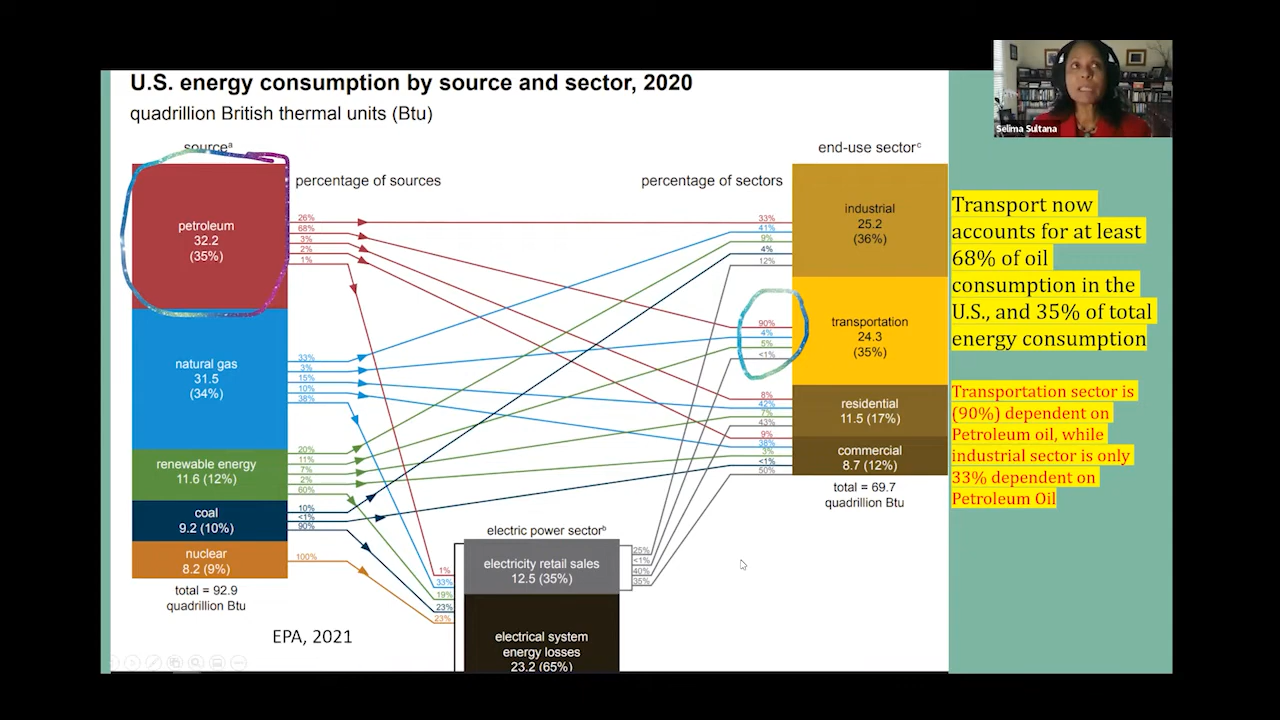 U.S. energy consumption by source and sector, 2020
quadrillion British thermal units (Btu)
sourceᵃ
end-use sectorᶜ
percentage of sources
percentage of sectors
petroleum
32.2
(35%)
26%
68%
3%
2%
1%
natural gas
31.5
(34%)
33%
3%
15%
10%
38%
renewable energy
11.6 (12%)
20%
11%
7%
2%
60%
coal
9.2 (10%)
10%
<1%
90%
nuclear
8.2 (9%)
100%
total = 92.9
quadrillion Btu
EPA, 2021
electric power sectorᵇ
1%
33%
19%
23%
23%
electricity retail sales
12.5 (35%)
25%
<1%
40%
35%
electrical system
energy losses
23.2 (65%)
33%
41%
9%
4%
12%
industrial
25.2
(36%)
90%
4%
5%
<1%
transportation
24.3
(35%)
8%
42%
7%
43%
residential
11.5 (17%)
9%
38%
3%
<1%
50%
commercial
8.7 (12%)
total = 69.7
quadrillion Btu
Selima Sultana
Transport now
accounts for at least
68% of oil
consumption in the
U.S., and 35% of total
energy consumption
Transportation sector is
(90%) dependent on
Petroleum oil, while
industrial sector is only
33% dependent on
Petroleum Oil